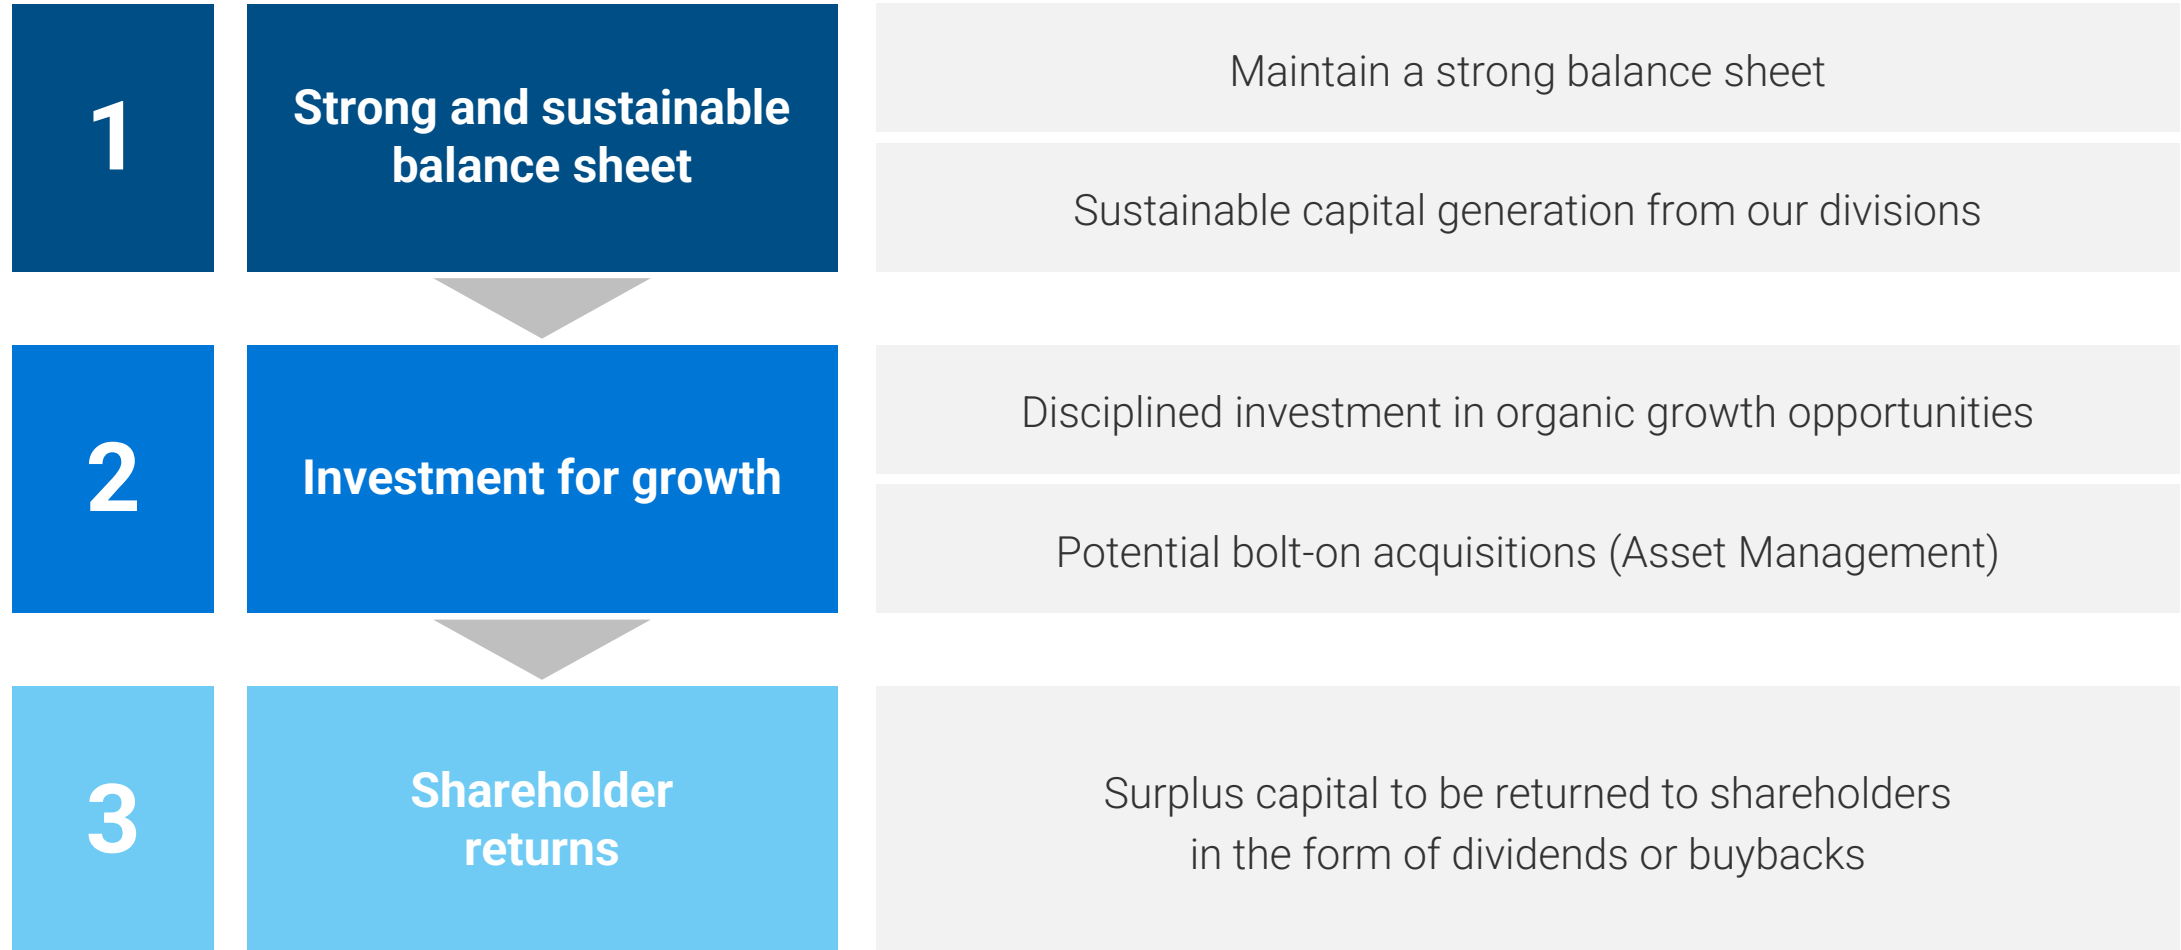 1
Strong and sustainable
balance sheet
Maintain a strong balance sheet
Sustainable capital generation from our divisions
2
Investment for growth
Disciplined investment in organic growth opportunities
Potential bolt-on acquisitions (Asset Management)
3
Shareholder
returns
Surplus capital to be returned to shareholders
in the form of dividends or buybacks